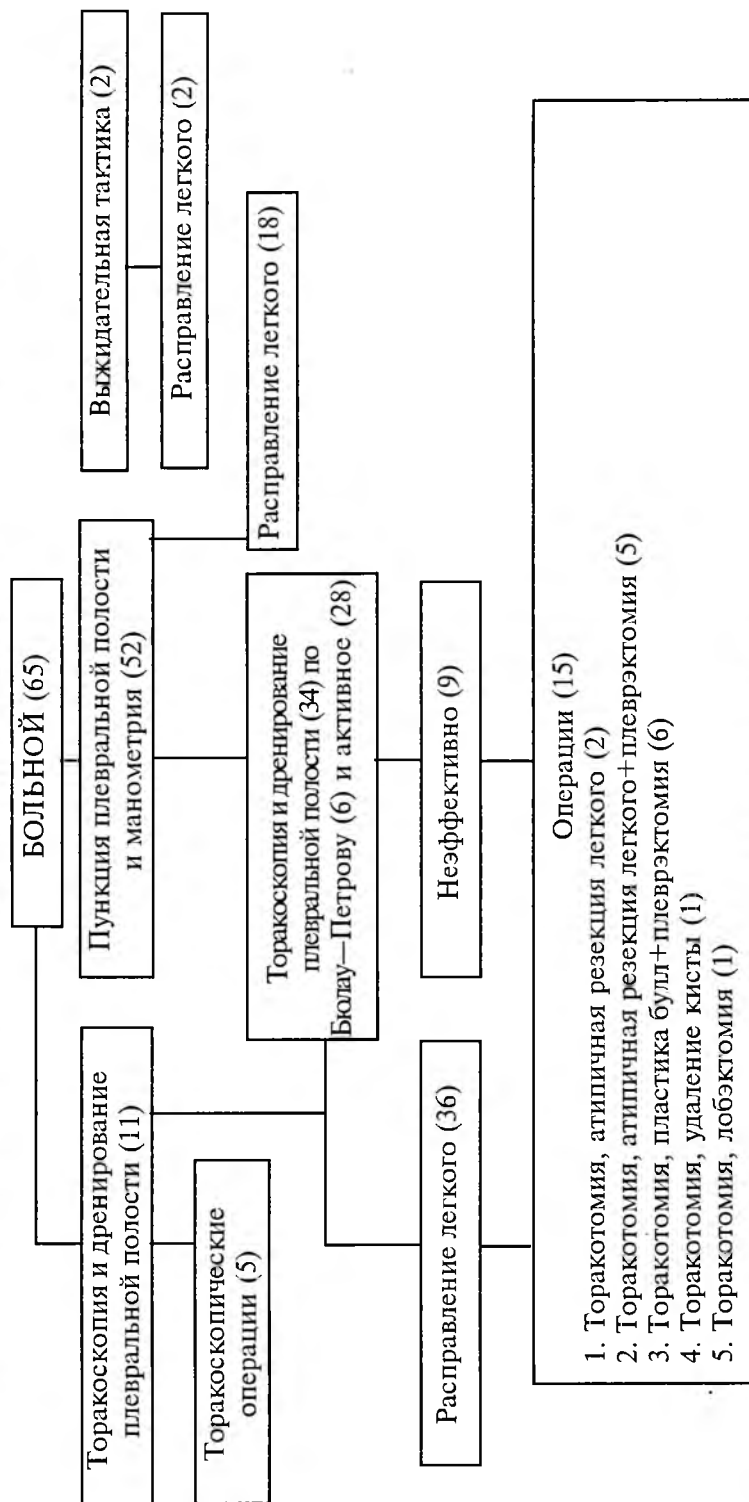 БОЛЬНОЙ (65)
Торакоскопия и дренирование
плевральной полости (11)
Пункция плевральной полости
и манометрия (52)
Выжидательная тактика (2)
Торакоскопические
операции (5)
Расправление легкого (2)
Торакоскопия и дренирование
плевральной полости (34) по
Бюлау—Петрову (6) и активное (28)
Расправление легкого (18)
Расправление легкого (36)
Неэффективно (9)
Операции (15)
1. Торакотомия, атипичная резекция легкого (2)
2. Торакотомия, атипичная резекция легкого+плеврэктомия (5)
3. Торакотомия, пластика булл+плеврэктомия (6)
4. Торакотомия, удаление кисты (1)
5. Торакотомия, лобэктомия (1)